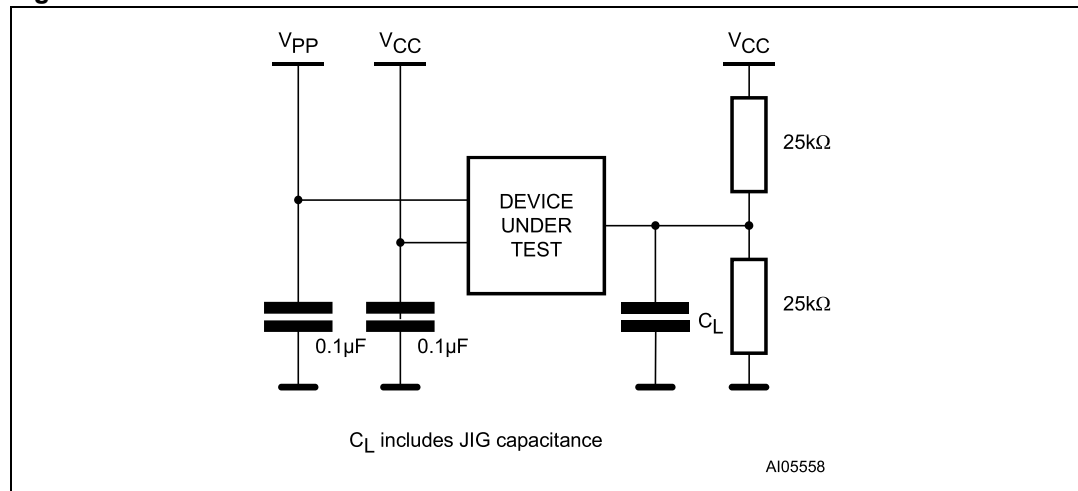 VPP
VCC
VCC
25kΩ
DEVICE
UNDER
TEST
25kΩ
CL
0.1µF
0.1µF
CL includes JIG capacitance
AI05558